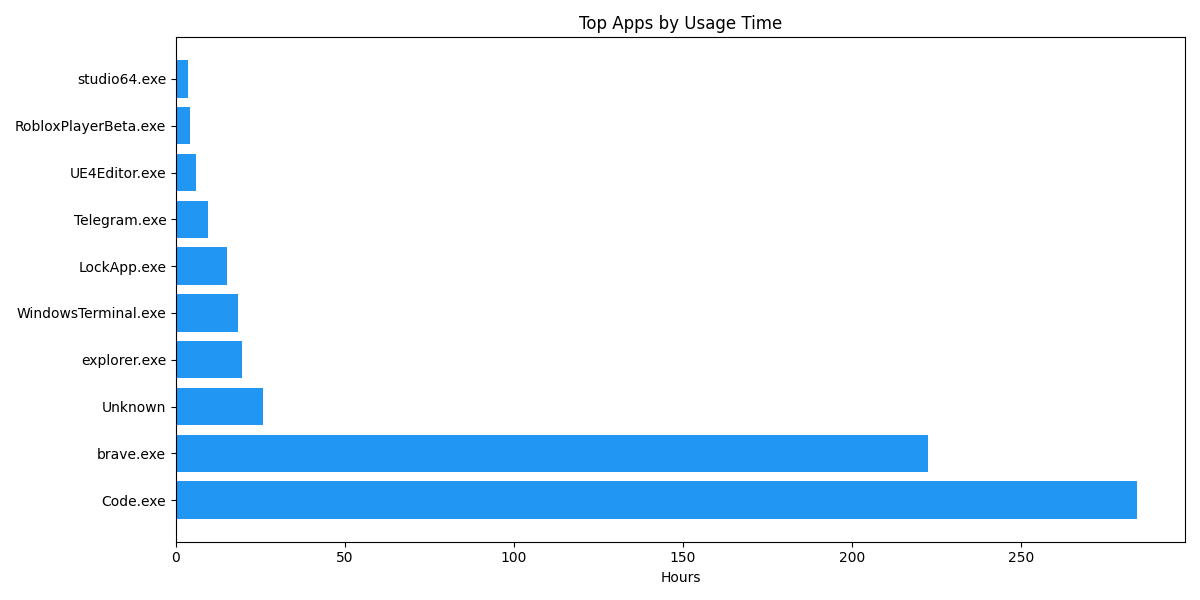 Top Apps by Usage Time
studio64.exe
RobloxPlayerBeta.exe
UE4Editor.exe
Telegram.exe
LockApp.exe
WindowsTerminal.exe
explorer.exe
Unknown
brave.exe
Code.exe
0 50 100 150 200 250
Hours